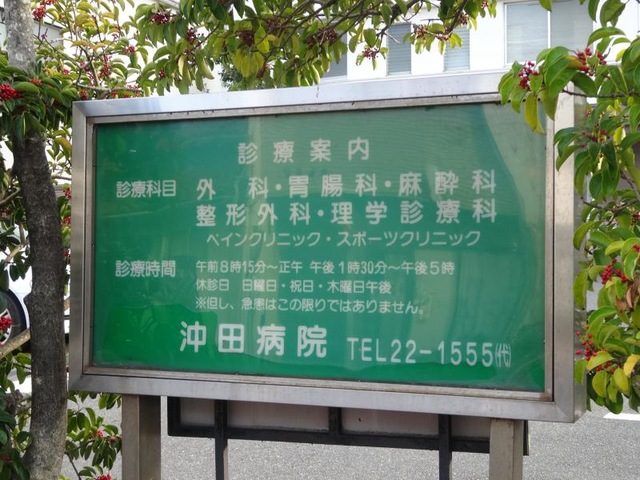 診療案内
診療科目 外科・胃腸科・麻酔科
整形外科・理学診療科
ペインクリニック・スポーツクリニック
診療時間 午前8時15分〜正午 午後1時30分〜午後5時
休診日 日曜日・祝日・木曜日午後
※但し、急患はこの限りではありません。
沖田病院 TEL22-1555㈹